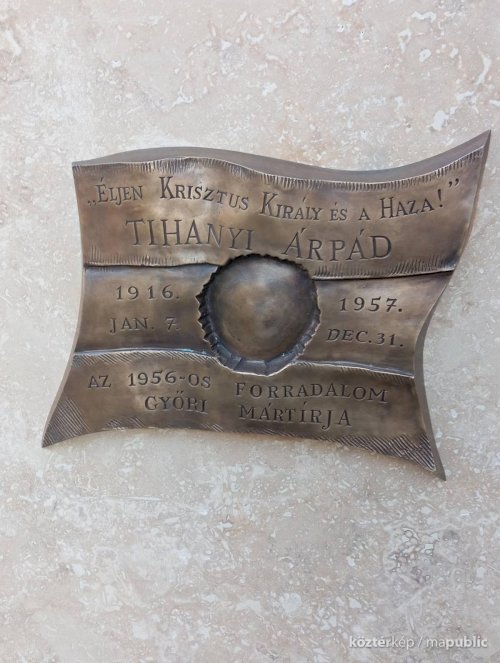 „Éljen Krisztus Király és a Haza!”
TIHANYI ÁRPÁD
1916. 1957.
JAN. 7. DEC. 31.
AZ 1956-OS FORRADALOM
GYŐRI MÁRTÍRJA
köztérkép / mapublic